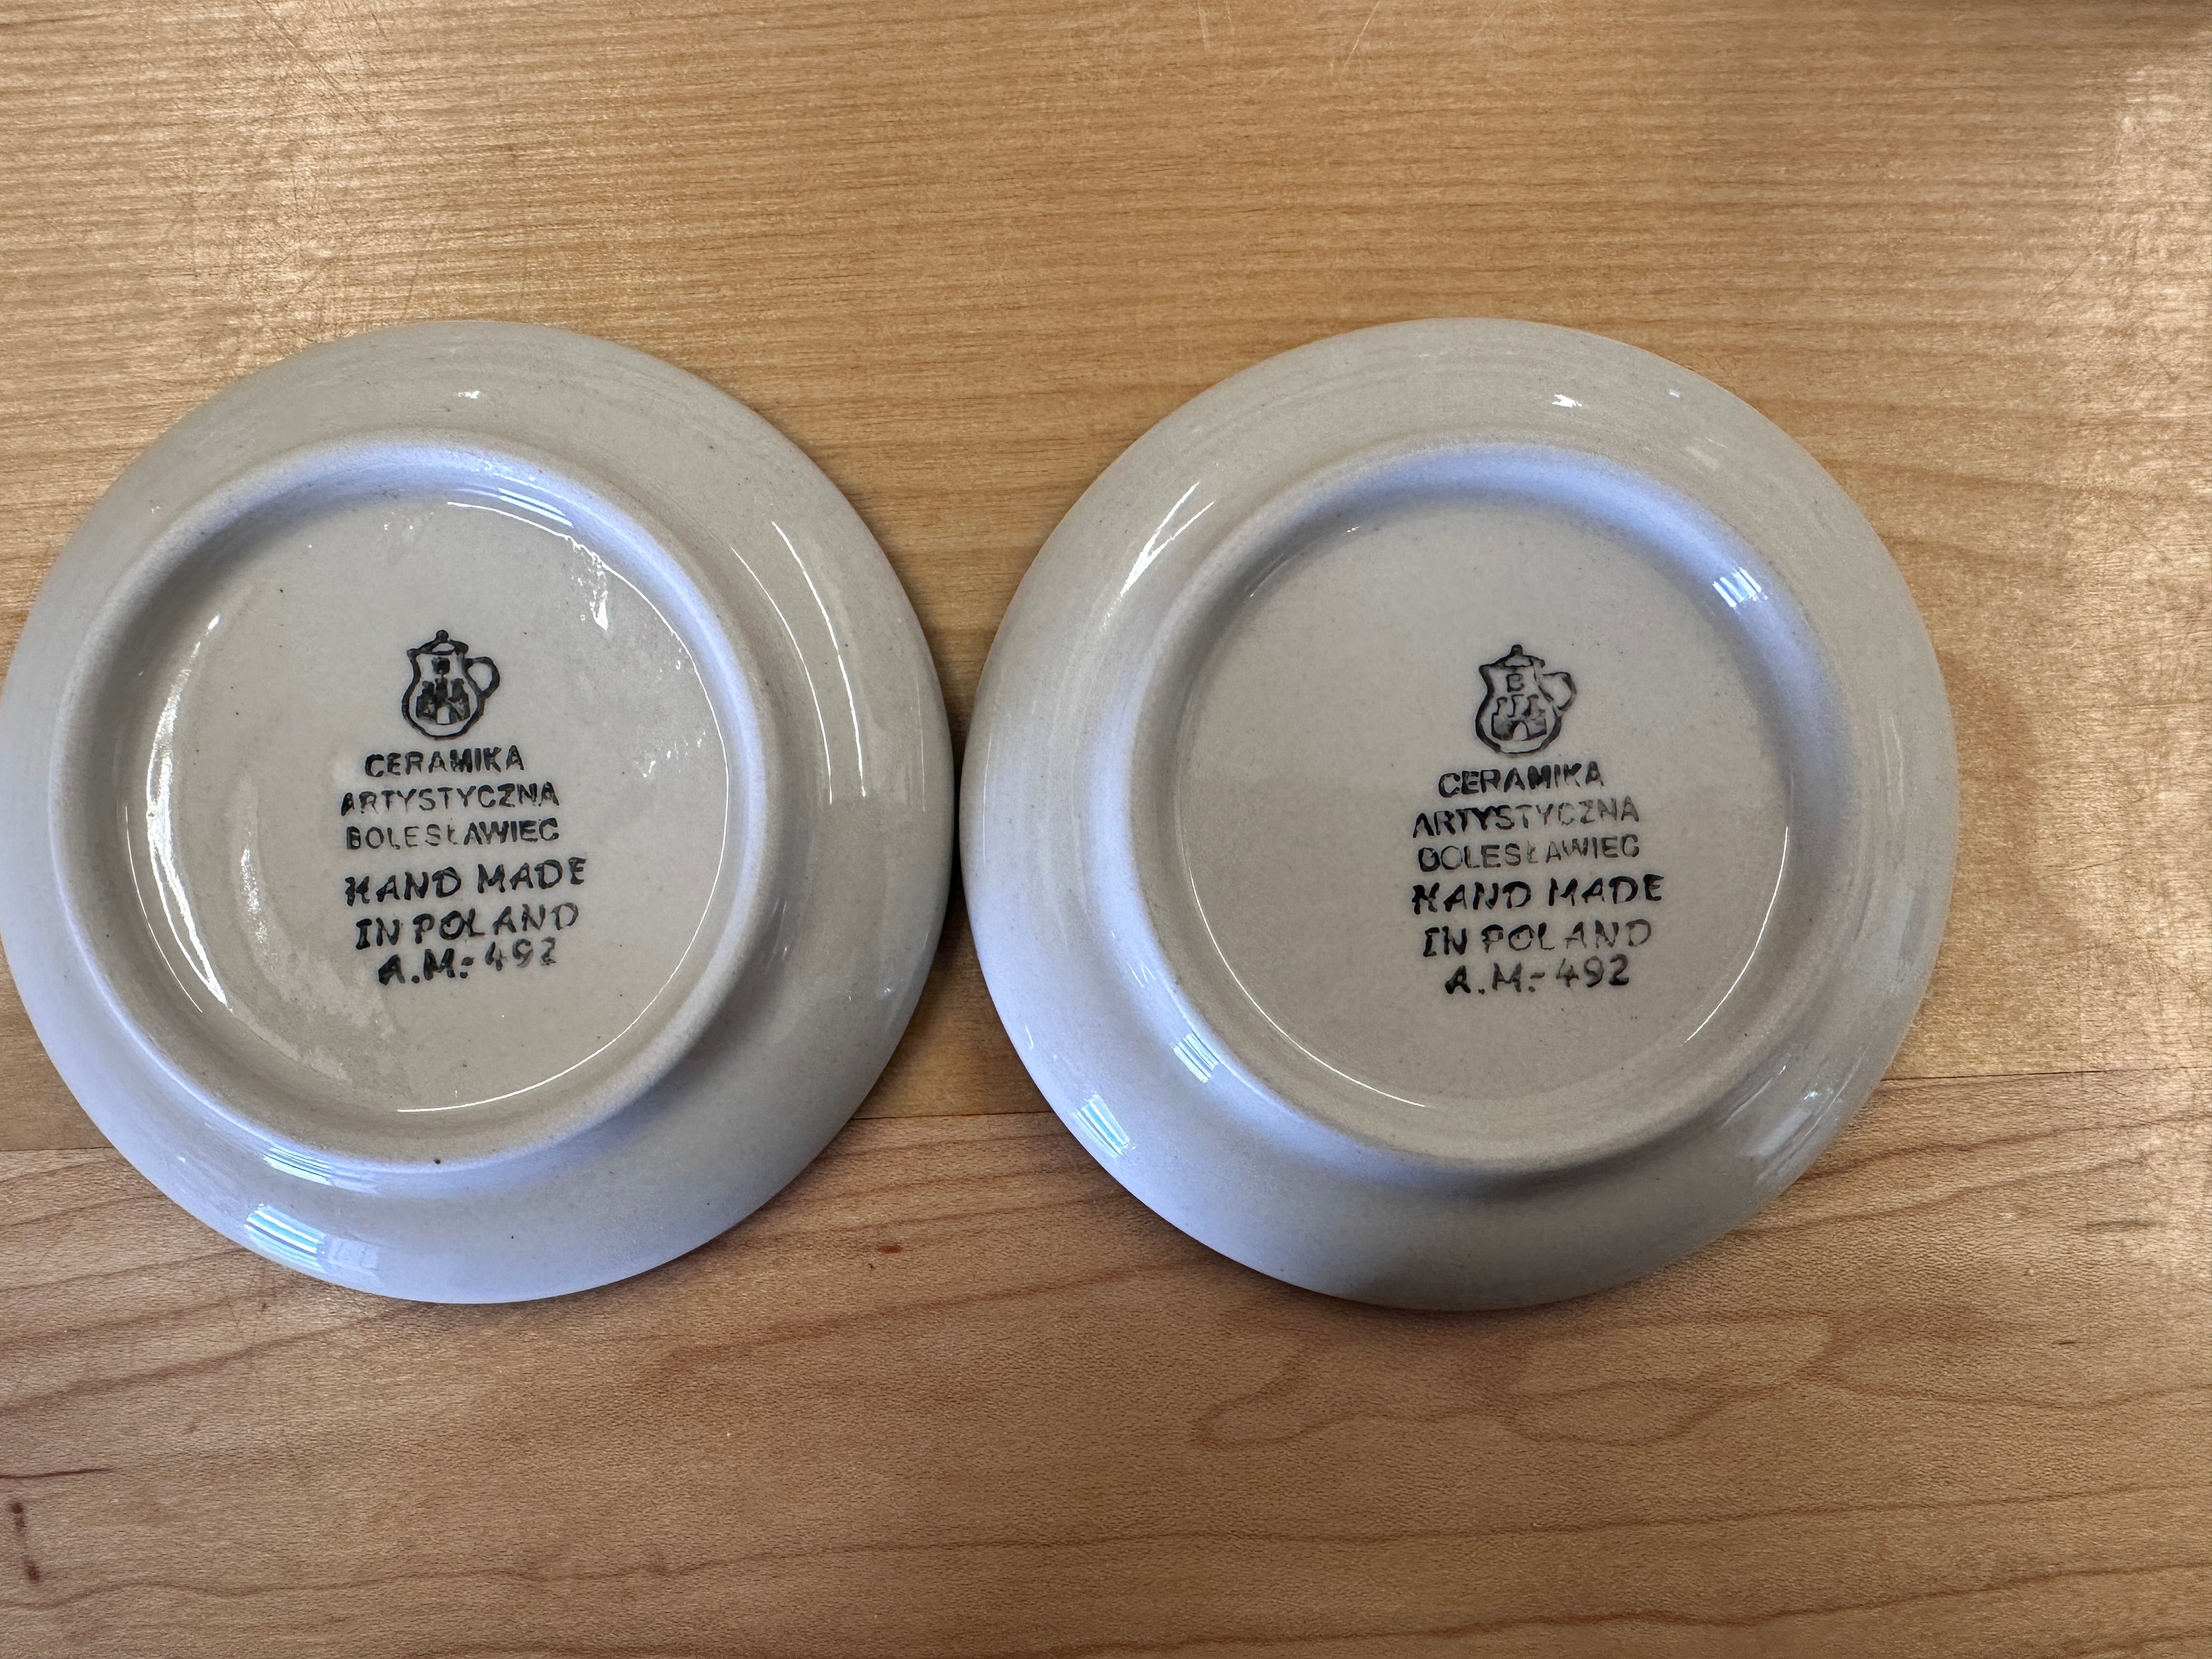 CERAMIKA
ARTYSTYCZNA
BOLESŁAWIEC
HAND MADE
IN POLAND
A.M.- 492
B
CERAMIKA
ARTYSTYCZNA
BOLESŁAWIEC
HAND MADE
IN POLAND
A.M.- 492